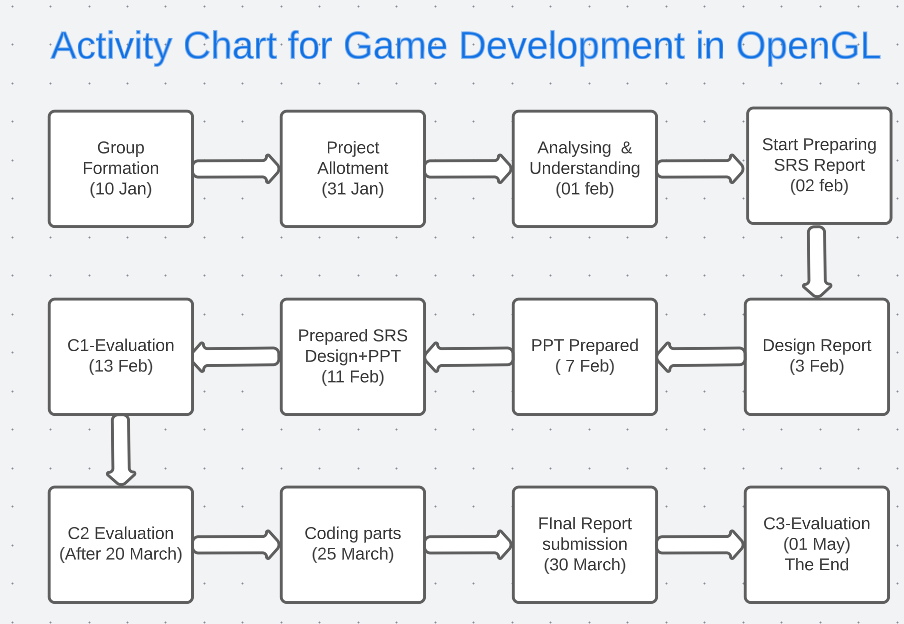 Activity Chart for Game Development in OpenGL
Group
Formation
(10 Jan)
Project
Allotment
(31 Jan)
Analysing  &
Understanding
(01 feb)
Start Preparing
SRS Report
(02 feb)
Design Report
(3 Feb)
PPT Prepared
( 7 Feb)
Prepared SRS
Design+PPT
(11 Feb)
C1-Evaluation
(13 Feb)
C2 Evaluation
(After 20 March)
Coding parts
(25 March)
FInal Report
submission
(30 March)
C3-Evaluation
(01 May)
The End